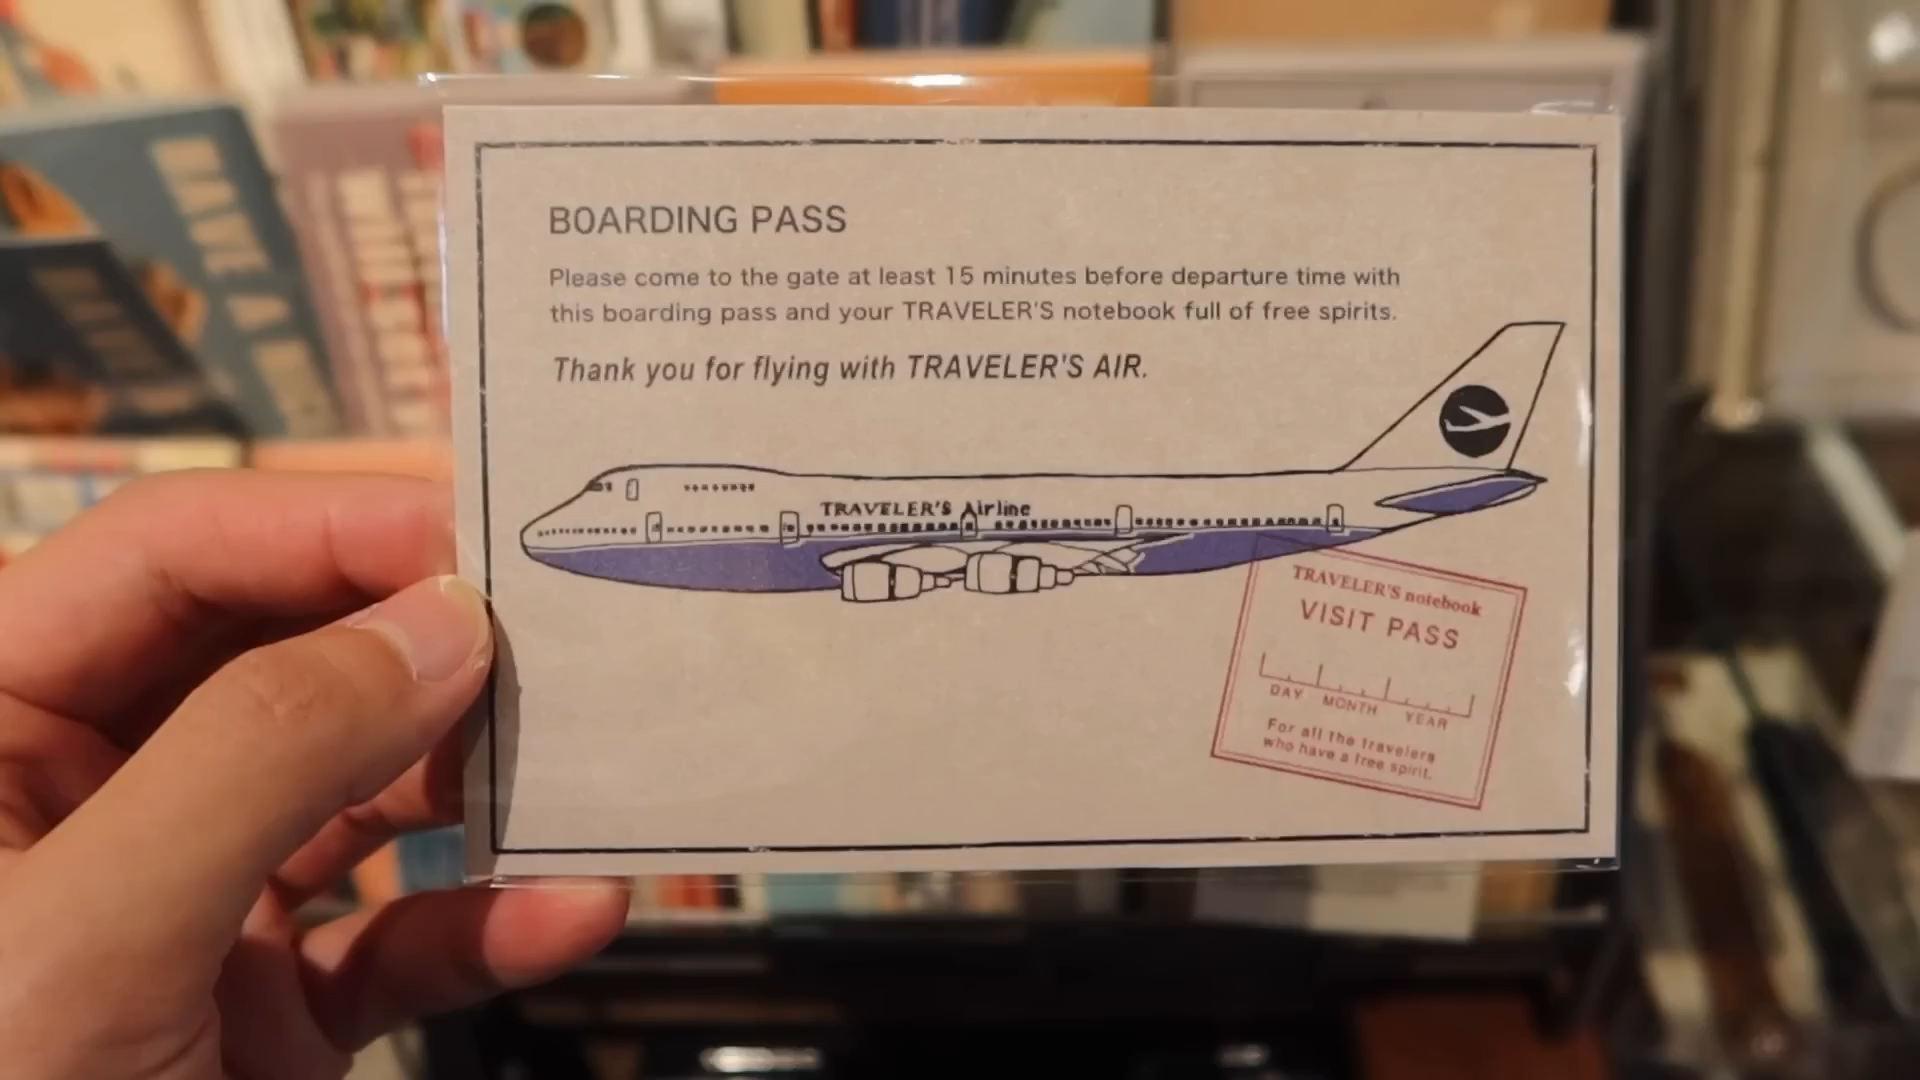 BOARDING PASS
Please come to the gate at least 15 minutes before departure time with
this boarding pass and your TRAVELER'S notebook full of free spirits.
Thank you for flying with TRAVELER'S AIR.
TRAVELER'S Airline
TRAVELER'S notebook
VISIT PASS
DAY MONTH YEAR
For all the travelers
who have a free spirit.
HAVE A